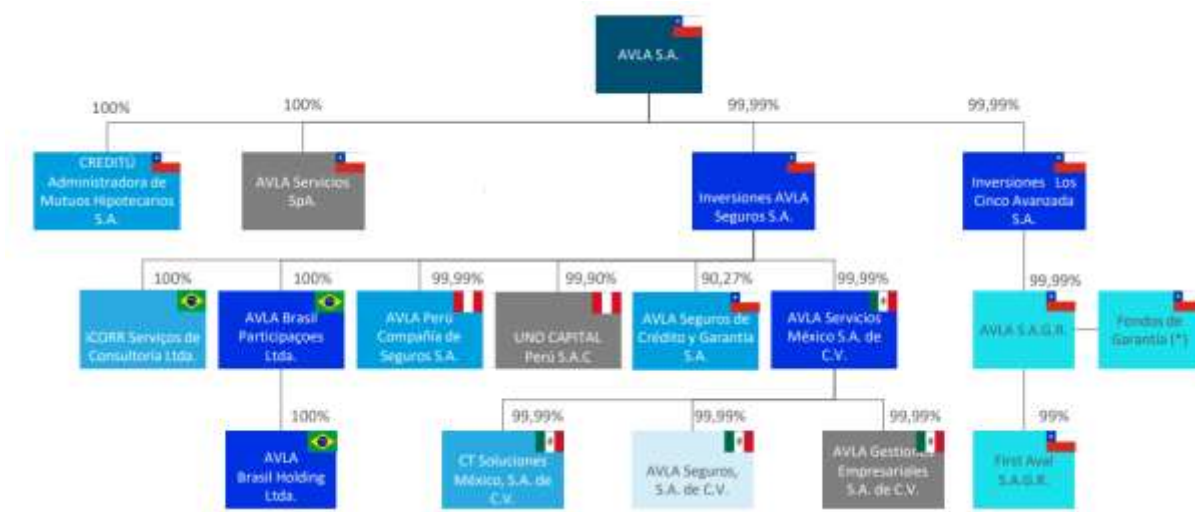 AVLA S.A.
100%
100%
99,99%
99,99%
CREDITÚ
Administradora de
Mutuos Hipotecarios
S.A.
AVLA Servicios
SpA.
Inversiones AVLA
Seguros S.A.
Inversiones Los
Cinco Avanzada
S.A.
100%
100%
99,99%
99,90%
90,27%
99,99%
99,99%
iCORR Serviços de
Consultoria Ltda.
AVLA Brasil
Participaçoes
Ltda.
AVLA Perú
Compañía de
Seguros S.A.
UNO CAPITAL
Perú S.A.C
AVLA Seguros de
Crédito y Garantía
S.A.
AVLA Servicios
México S.A. de
C.V.
AVLA S.A.G.R.
Fondos de
Garantía (*)
100%
99,99%
99,99%
99,99%
99%
AVLA
Brasil Holding
Ltda.
CT Soluciones
México, S.A. de
C.V.
AVLA Seguros,
S.A. de C.V.
AVLA Gestiones
Empresariales
S.A. de C.V.
First Aval
S.A.G.R.